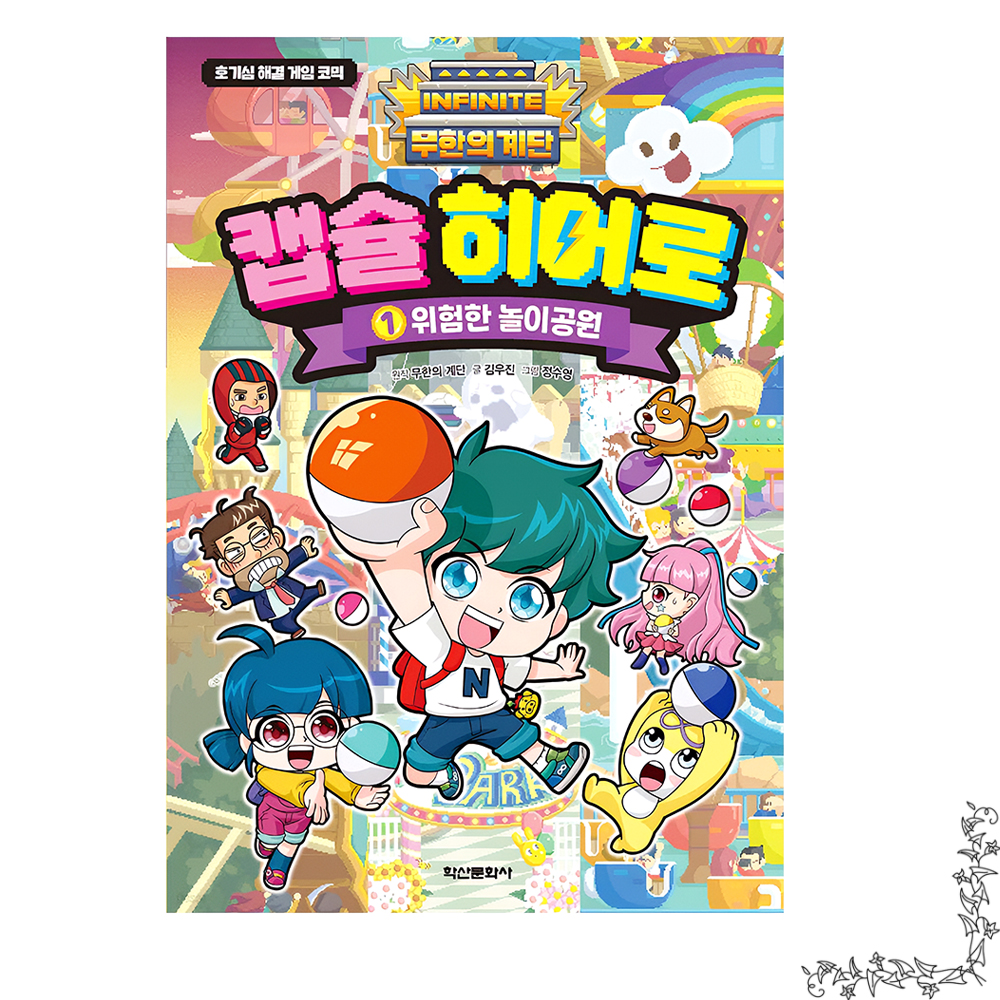 호기심 해결 게임 코믹
INFINITE
무한의 계단
캡슐 히어로
1 위험한 놀이공원
원작 무한의 계단 글 김우진 그림 정수영
N
PARA
학산문화사